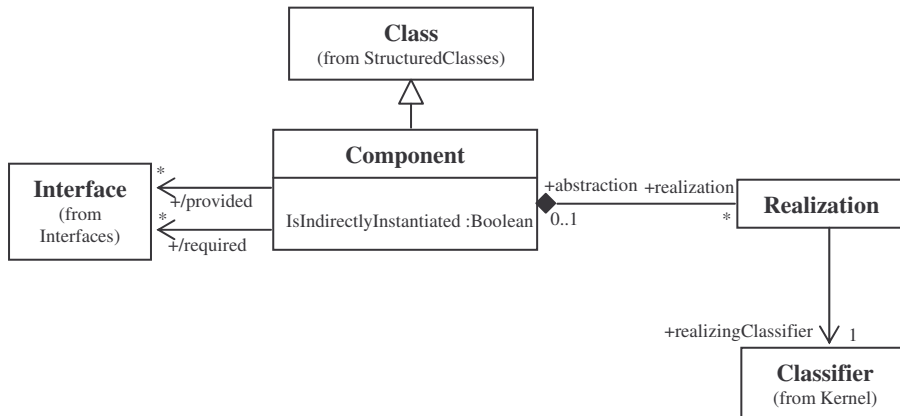 Class
(from StructuredClasses)
Component
Interface
(from
Interfaces)
*
+/provided
*
+/required
IsIndirectlyInstantiated :Boolean
+abstraction
+realization
0..1
*
Realization
+realizingClassifier
1
Classifier
(from Kernel)